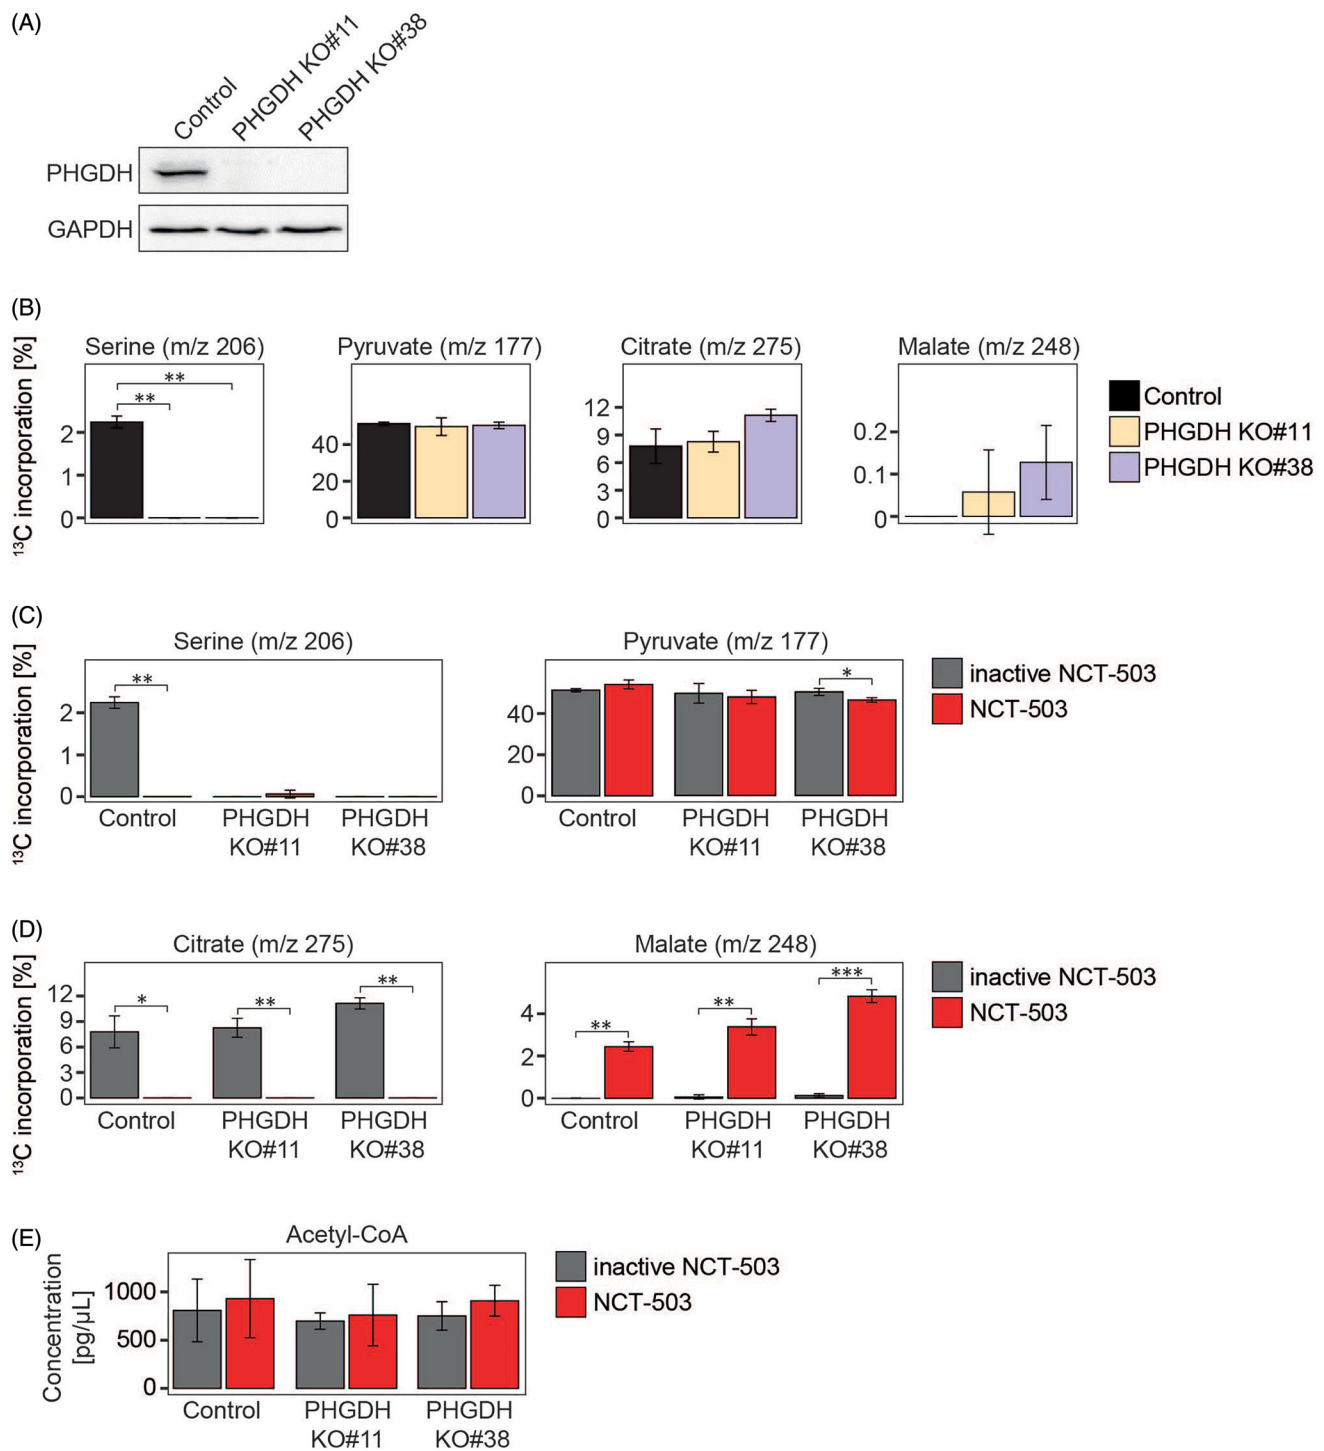 (A)
Control
PHGDH KO#11
PHGDH KO#38
PHGDH
GAPDH
(B)
¹³C incorporation [%]
Serine (m/z 206)
**
**
2
1
0
Pyruvate (m/z 177)
40
20
0
Citrate (m/z 275)
12
9
6
3
0
Malate (m/z 248)
0.2
0.1
0
Control
PHGDH KO#11
PHGDH KO#38
(C)
¹³C incorporation [%]
Serine (m/z 206)
**
2
1
0
Control
PHGDH
KO#11
PHGDH
KO#38
Pyruvate (m/z 177)
*
40
20
0
Control
PHGDH
KO#11
PHGDH
KO#38
inactive NCT-503
NCT-503
(D)
¹³C incorporation [%]
Citrate (m/z 275)
*
**
**
12
9
6
3
0
Control
PHGDH
KO#11
PHGDH
KO#38
Malate (m/z 248)
**
**
***
4
2
0
Control
PHGDH
KO#11
PHGDH
KO#38
inactive NCT-503
NCT-503
(E)
Concentration
[pg/µL]
Acetyl-CoA
1000
500
0
Control
PHGDH
KO#11
PHGDH
KO#38
inactive NCT-503
NCT-503